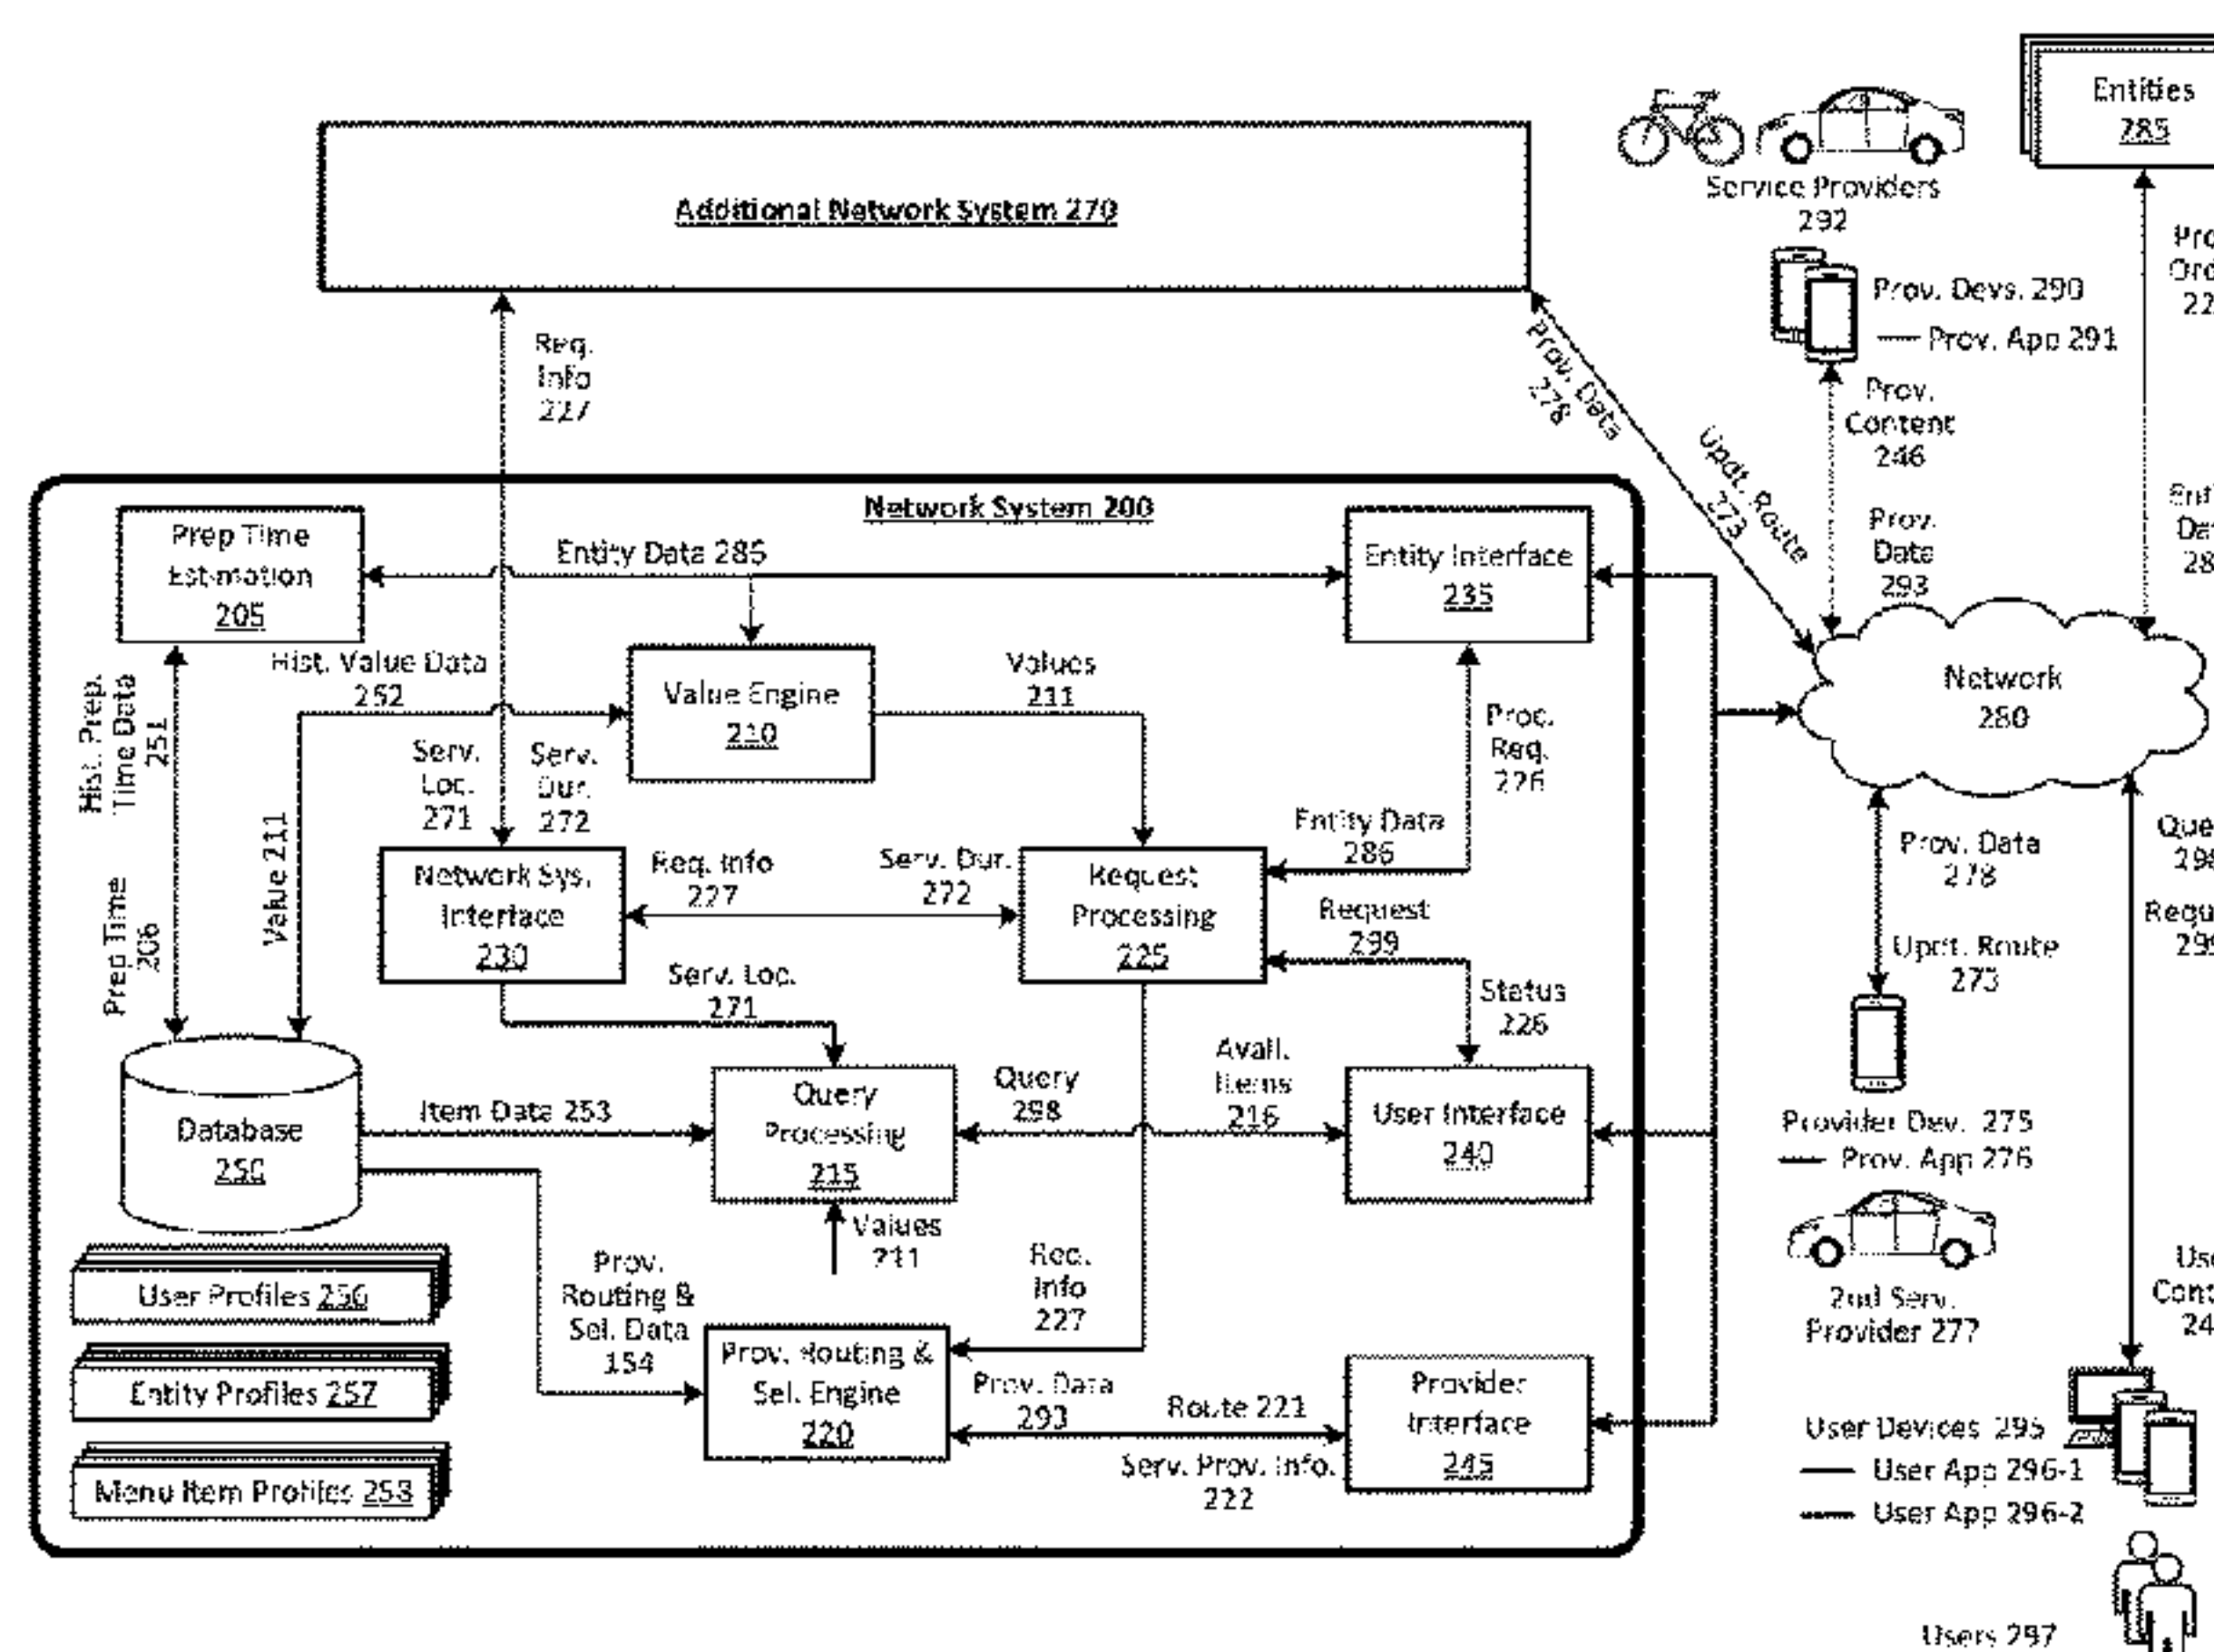 Entities
285
Service Providers
292
Additional Network System 270
Prov. Devs. 290
Prov. App 291
Req.
Info
227
Prov. Data
278
Updt. Route
273
Prov.
Content
246
Prov.
Data
293
Network System 200
Prep Time
Estimation
205
Entity Data 286
Entity Interface
235
Hist. Value Data
252
Value Engine
210
Values
211
Network
280
Hist. Prep.
Time Data
251
Proc.
Req.
226
Serv.
Loc.
271
Serv.
Dur.
272
Value 211
Prep Time
206
Entity Data
286
Network Sys.
Interface
230
Req. Info
227
Serv. Dur.
272
Request
Processing
225
Request
299
Prov. Data
278
Updt. Route
273
Serv. Loc.
271
Status
226
Database
250
Item Data 253
Query
Processing
215
Query
298
Avail.
Items
216
User Interface
240
Provider Dev. 275
Prov. App 276
Values
211
User Profiles 256
Prov.
Routing &
Sel. Data
154
Req.
Info
227
2nd Serv.
Provider 277
Entity Profiles 257
Prov. Routing &
Sel. Engine
220
Prov. Data
293
Route 221
Serv. Prov. Info.
222
Provider
Interface
245
Menu Item Profiles 258
User Devices 295
User App 296-1
User App 296-2
Users 297